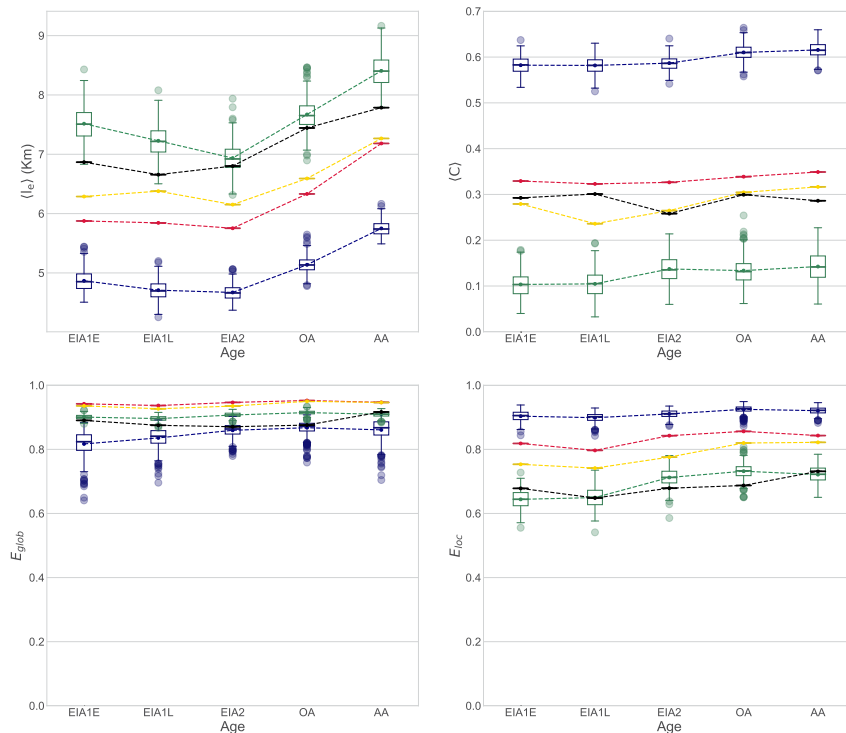 9
8
7
6
5
⟨l_e⟩ (Km)
EIA1E EIA1L EIA2 OA AA
Age
0.7
0.6
0.5
0.4
0.3
0.2
0.1
0.0
⟨C⟩
EIA1E EIA1L EIA2 OA AA
Age
1.0
0.8
0.6
0.4
0.2
0.0
E_glob
EIA1E EIA1L EIA2 OA AA
Age
1.0
0.8
0.6
0.4
0.2
0.0
E_loc
EIA1E EIA1L EIA2 OA AA
Age